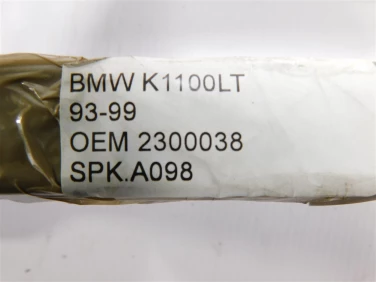 BMW K1100LT
93-99
OEM 2300038
SPK.A098